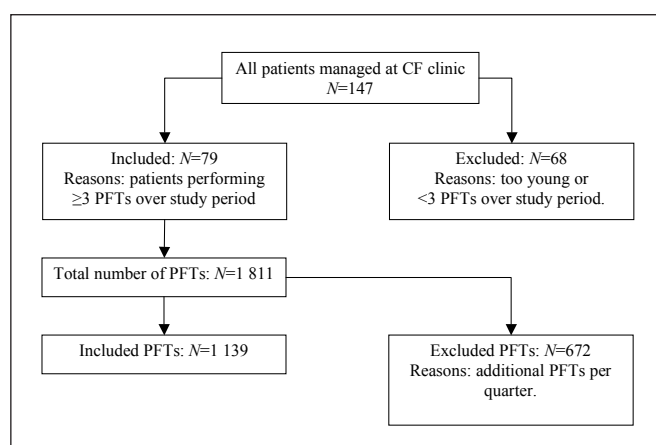 All patients managed at CF clinic
N=147
Included: N=79
Reasons: patients performing
≥3 PFTs over study period
Excluded: N=68
Reasons: too young or
<3 PFTs over study period.
Total number of PFTs: N=1 811
Included PFTs: N=1 139
Excluded PFTs: N=672
Reasons: additional PFTs per
quarter.